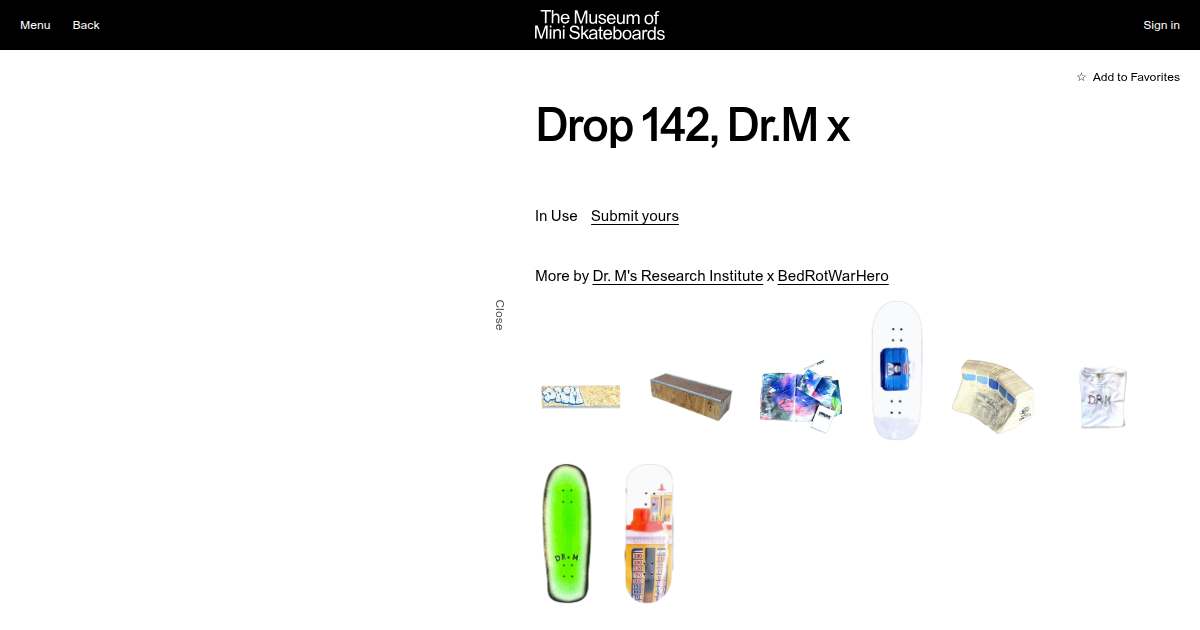 Menu
Back
The Museum of
Mini Skateboards
Sign in
☆ Add to Favorites
Drop 142, Dr.M x
In Use Submit yours
More by Dr. M's Research Institute x BedRotWarHero
Close
DR.M
DR.M